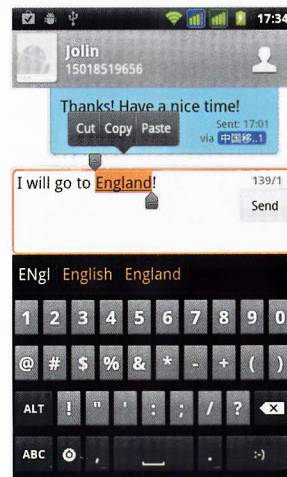 17:34
Jolin
15018519656
Thanks! Have a nice time!
Sent: 17:01
via 中国移..1
Cut Copy Paste
I will go to England!
139/1
Send
ENgl English England
1 2 3 4 5 6 7 8 9 0
@ # $ % & * - + ( )
ALT ! " ' : ; / ?
ABC , . :-)